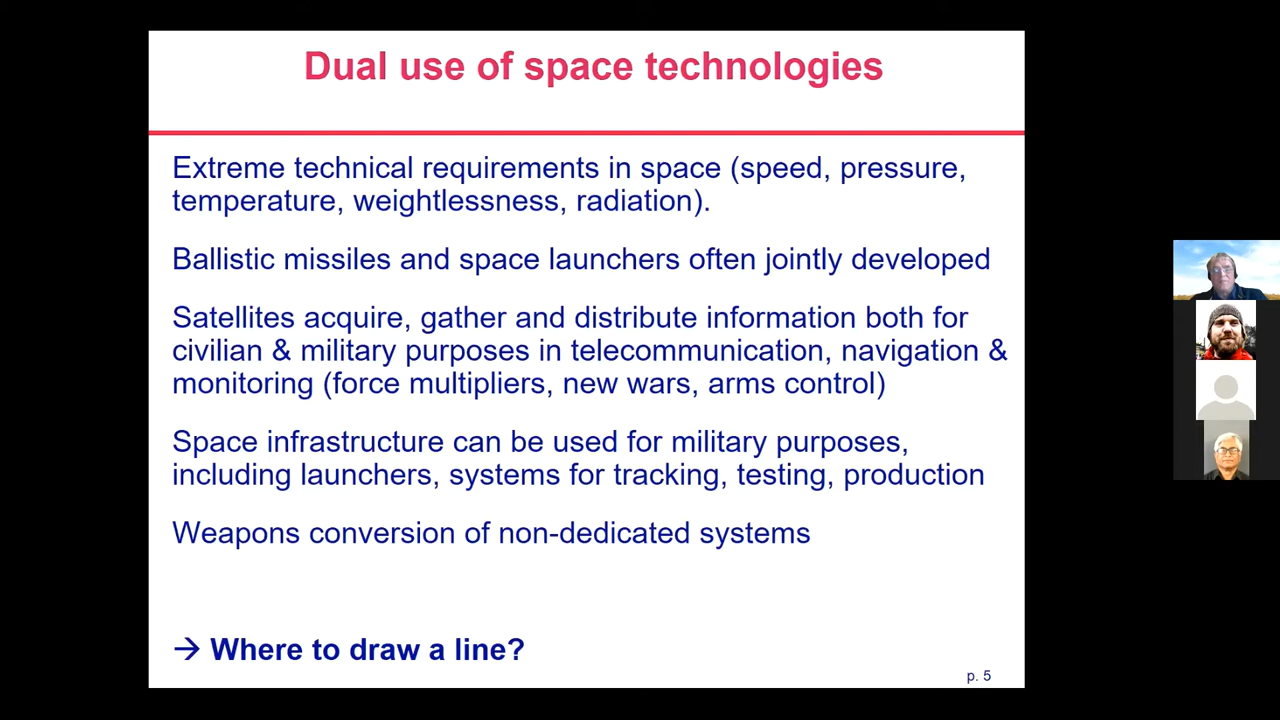 Dual use of space technologies
Extreme technical requirements in space (speed, pressure,
temperature, weightlessness, radiation).
Ballistic missiles and space launchers often jointly developed
Satellites acquire, gather and distribute information both for
civilian & military purposes in telecommunication, navigation &
monitoring (force multipliers, new wars, arms control)
Space infrastructure can be used for military purposes,
including launchers, systems for tracking, testing, production
Weapons conversion of non-dedicated systems
→ Where to draw a line?
p. 5